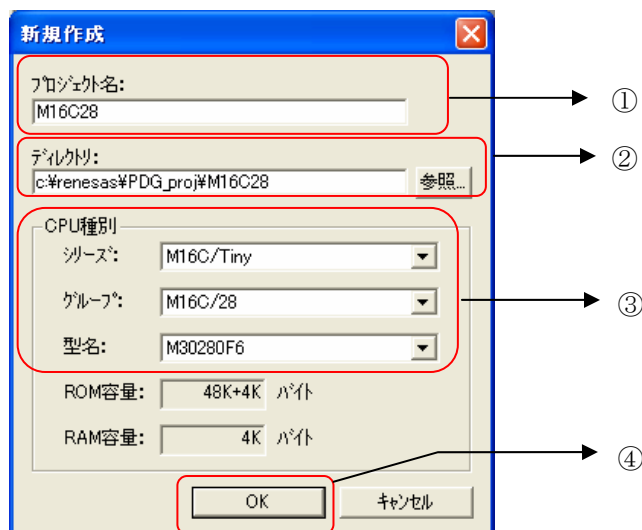 新規作成
プロジェクト名:
M16C28
①
ディレクトリ:
c:¥renesas¥PDG_proj¥M16C28
参照...
②
CPU種別
シリーズ:
M16C/Tiny
グループ:
M16C/28
③
型名:
M30280F6
ROM容量:
48K+4K バイト
RAM容量:
4K バイト
OK
キャンセル
④